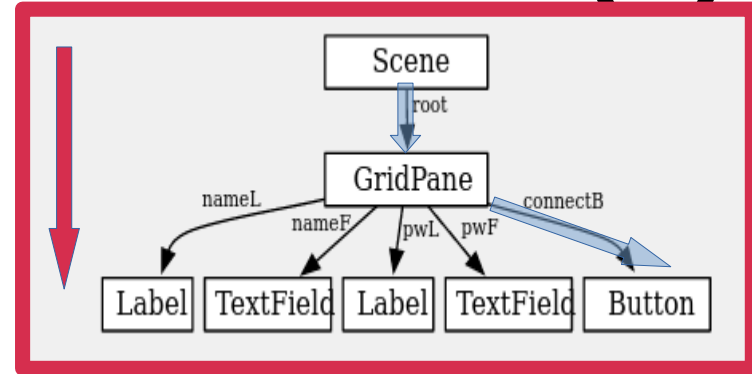 Scene
root
GridPane
nameL
nameF
pwL
pwF
connectB
Label
TextField
Label
TextField
Button